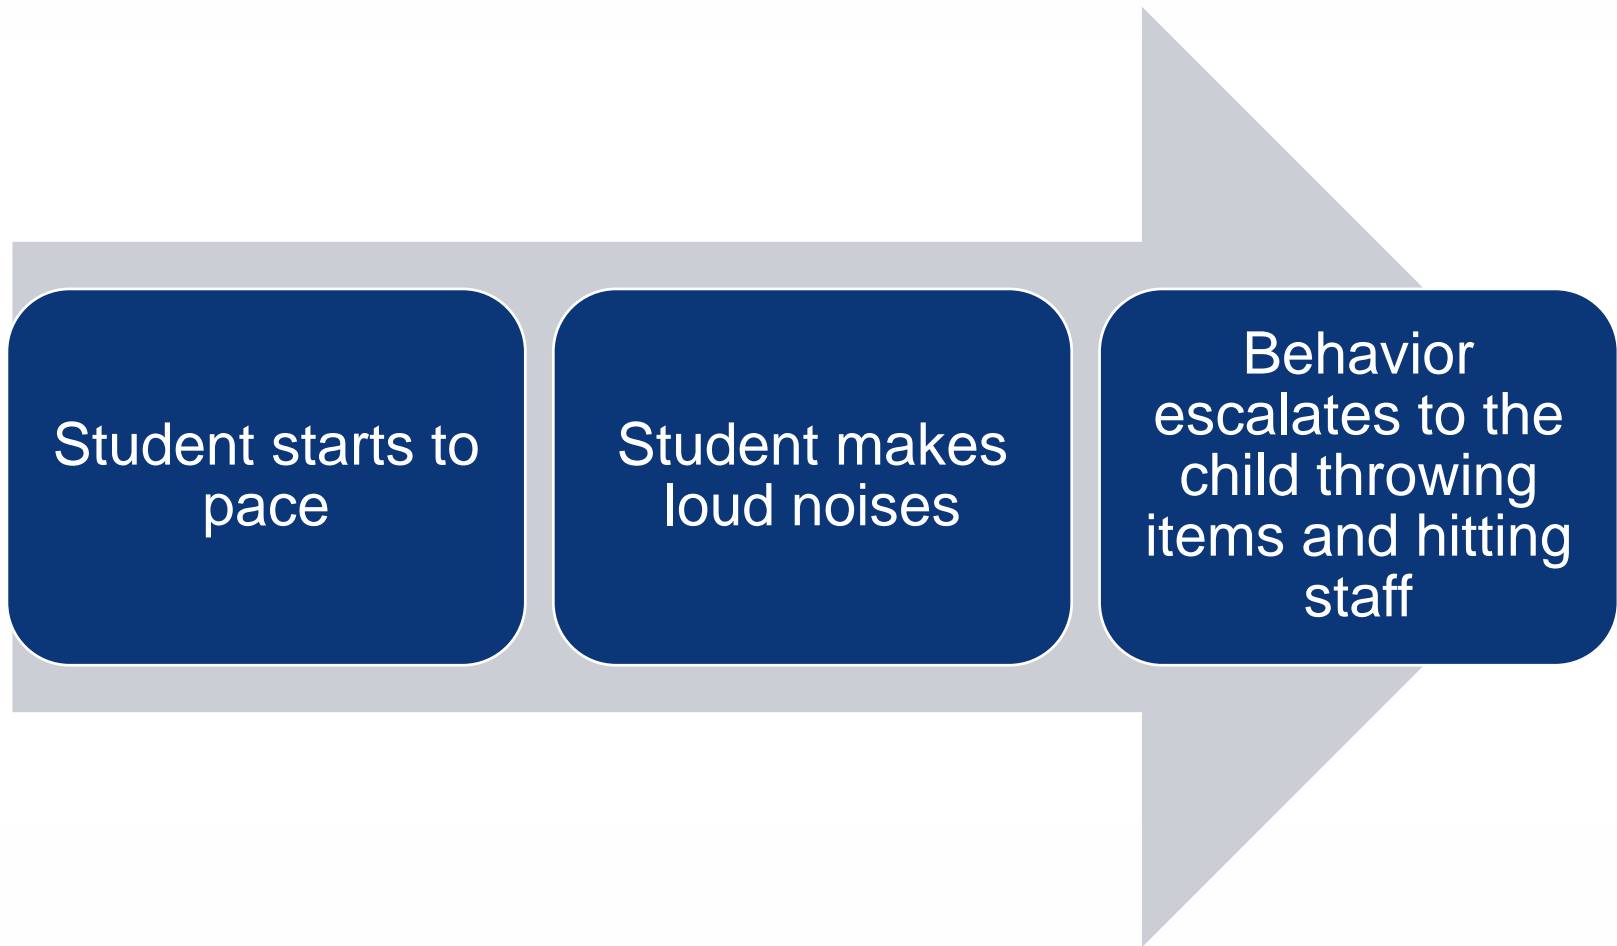 Student starts to
pace
Student makes
loud noises
Behavior
escalates to the
child throwing
items and hitting
staff